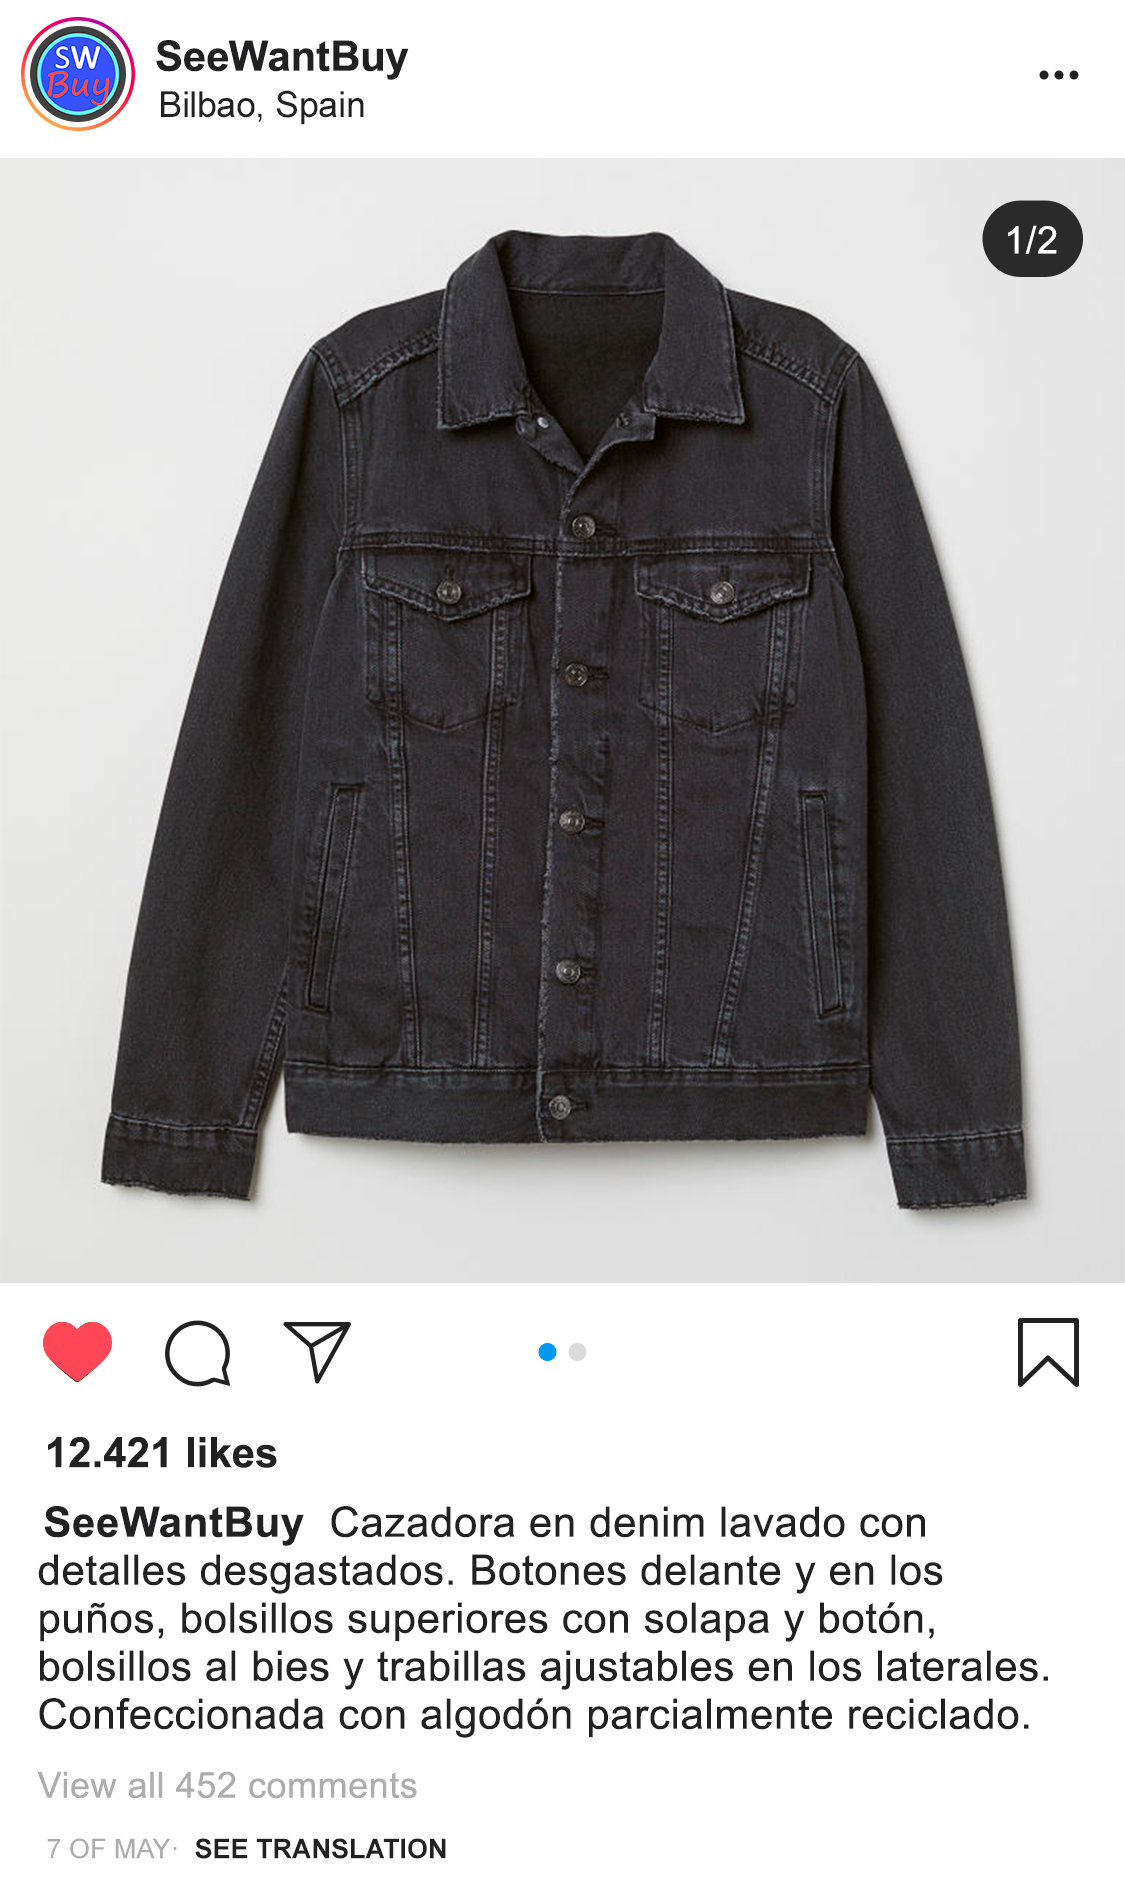 SW
Buy
SeeWantBuy
Bilbao, Spain
1/2
12.421 likes
SeeWantBuy Cazadora en denim lavado con
detalles desgastados. Botones delante y en los
puños, bolsillos superiores con solapa y botón,
bolsillos al bies y trabillas ajustables en los laterales.
Confeccionada con algodón parcialmente reciclado.
View all 452 comments
7 OF MAY· SEE TRANSLATION